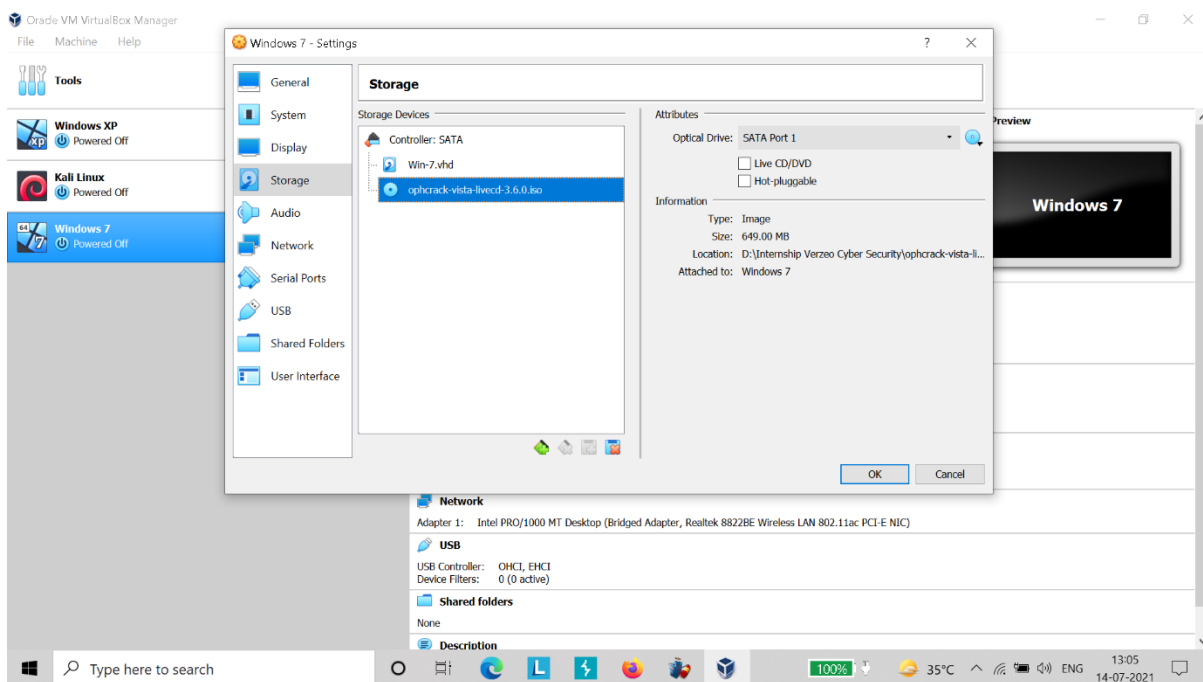 Oracle VM VirtualBox Manager
File Machine Help
Tools
Windows XP
Powered Off
Kali Linux
Powered Off
64
Windows 7
Powered Off
Windows 7 - Settings
General
System
Display
Storage
Audio
Network
Serial Ports
USB
Shared Folders
User Interface
Storage
Storage Devices
Controller: SATA
Win-7.vhd
ophcrack-vista-livecd-3.6.0.iso
Attributes
Optical Drive: SATA Port 1
Live CD/DVD
Hot-pluggable
Information
Type: Image
Size: 649.00 MB
Location: D:\Internship Verzeo Cyber Security\ophcrack-vista-li...
Attached to: Windows 7
OK Cancel
Preview
Windows 7
Network
Adapter 1: Intel PRO/1000 MT Desktop (Bridged Adapter, Realtek 8822BE Wireless LAN 802.11ac PCI-E NIC)
USB
USB Controller: OHCI, EHCI
Device Filters: 0 (0 active)
Shared folders
None
Description
Type here to search
100%
35°C
ENG
13:05
14-07-2021